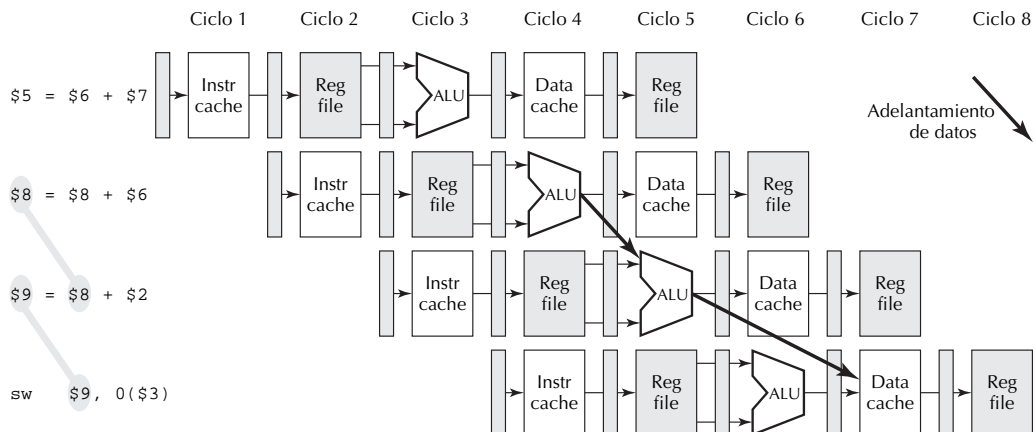 Ciclo 1 Ciclo 2 Ciclo 3 Ciclo 4 Ciclo 5 Ciclo 6 Ciclo 7 Ciclo 8
$5 = $6 + $7
Instr
cache
Reg
file
ALU
Data
cache
Reg
file
Adelantamiento
de datos
$8 = $8 + $6
Instr
cache
Reg
file
ALU
Data
cache
Reg
file
$9 = $8 + $2
Instr
cache
Reg
file
ALU
Data
cache
Reg
file
sw $9, 0($3)
Instr
cache
Reg
file
ALU
Data
cache
Reg
file